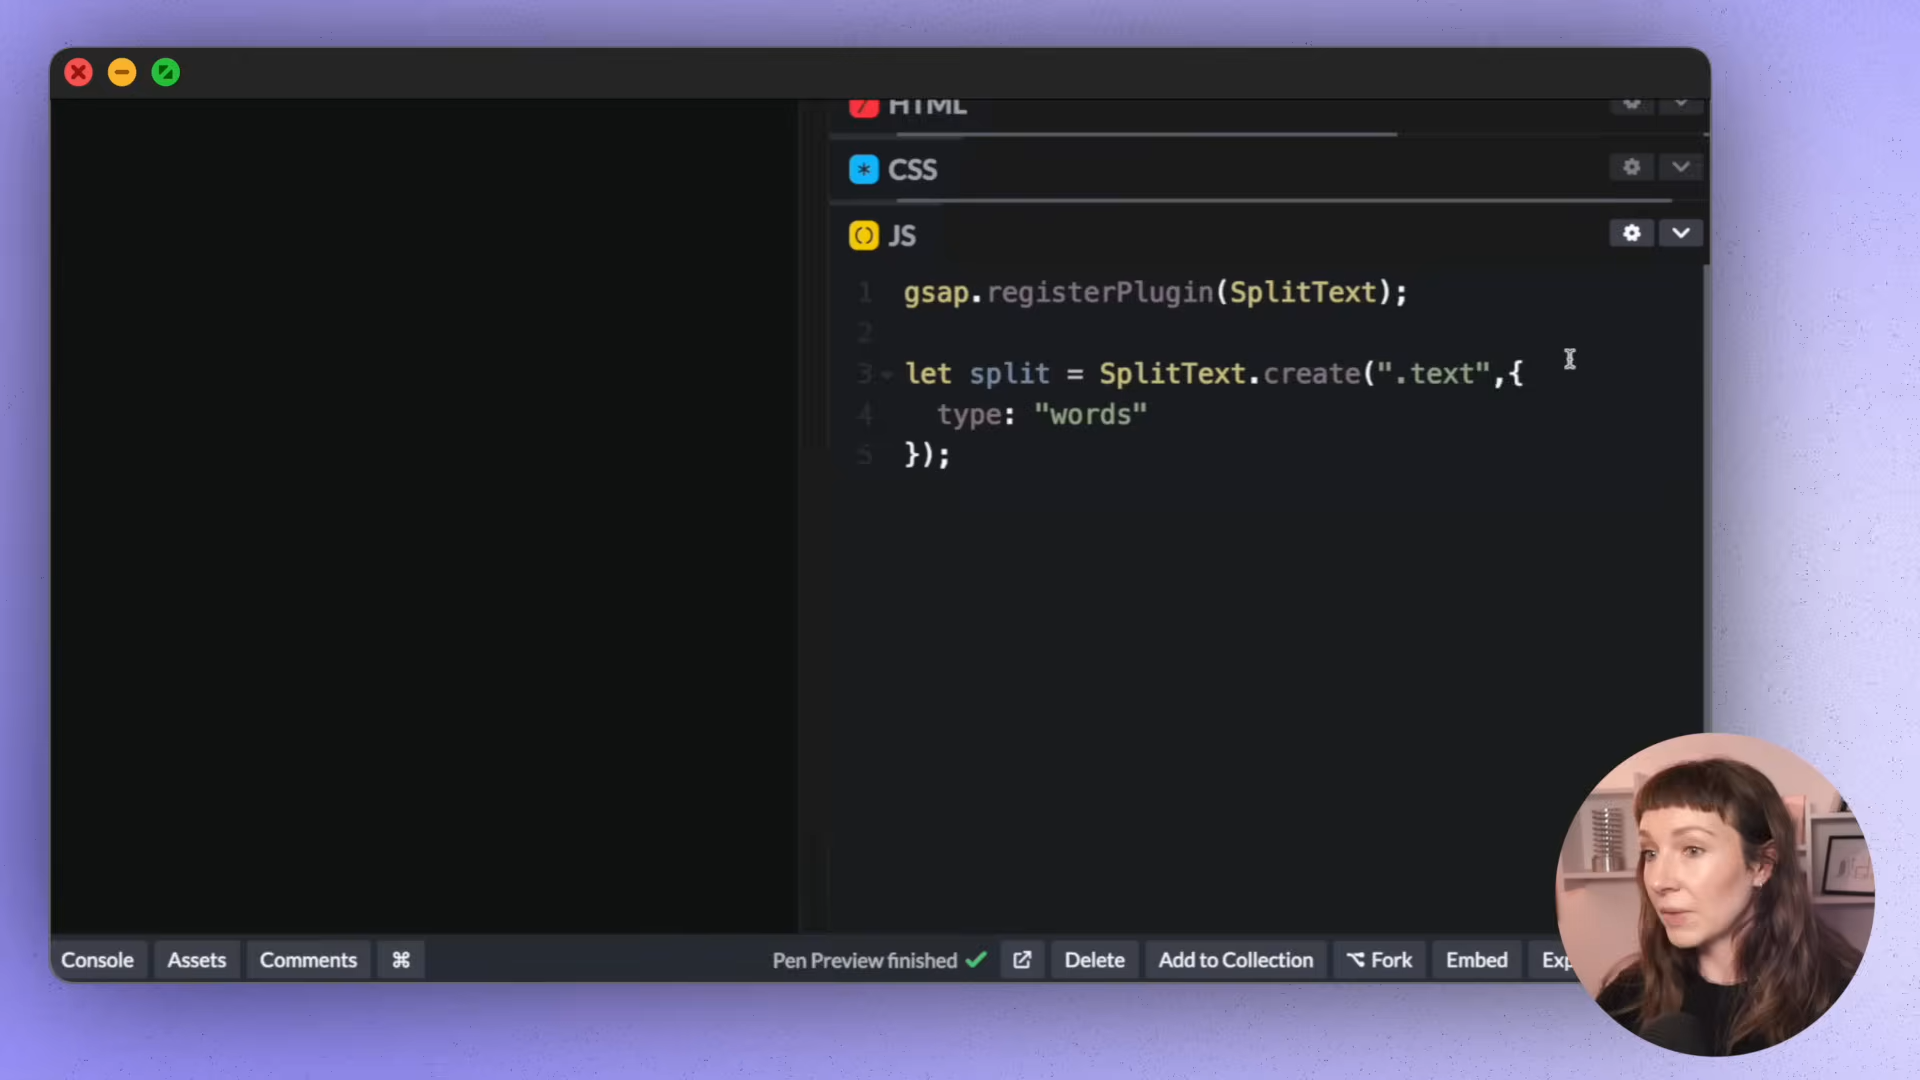 HTML
CSS
JS
1 gsap.registerPlugin(SplitText);
2
3 let split = SplitText.create(".text",{
4 type: "words"
5 });
Console Assets Comments ⌘ Pen Preview finished Delete Add to Collection Fork Embed